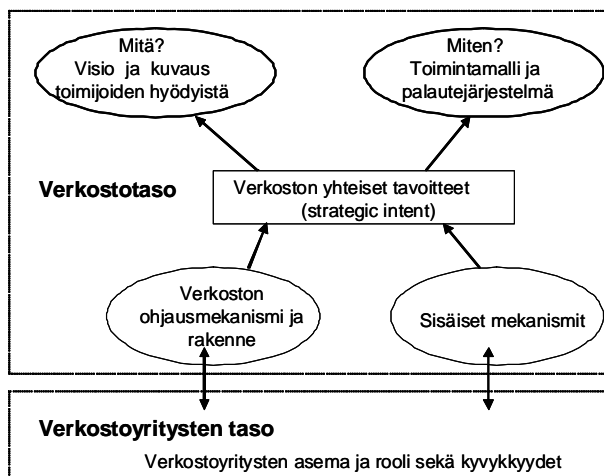 Mitä?
Visio ja kuvaus
toimijoiden hyödyistä
Miten?
Toimintamalli ja
palautejärjestelmä
Verkostotaso
Verkoston yhteiset tavoitteet
(strategic intent)
Verkoston
ohjausmekanismi ja
rakenne
Sisäiset mekanismit
Verkostoyritysten taso
Verkostoyritysten asema ja rooli sekä kyvykkyydet